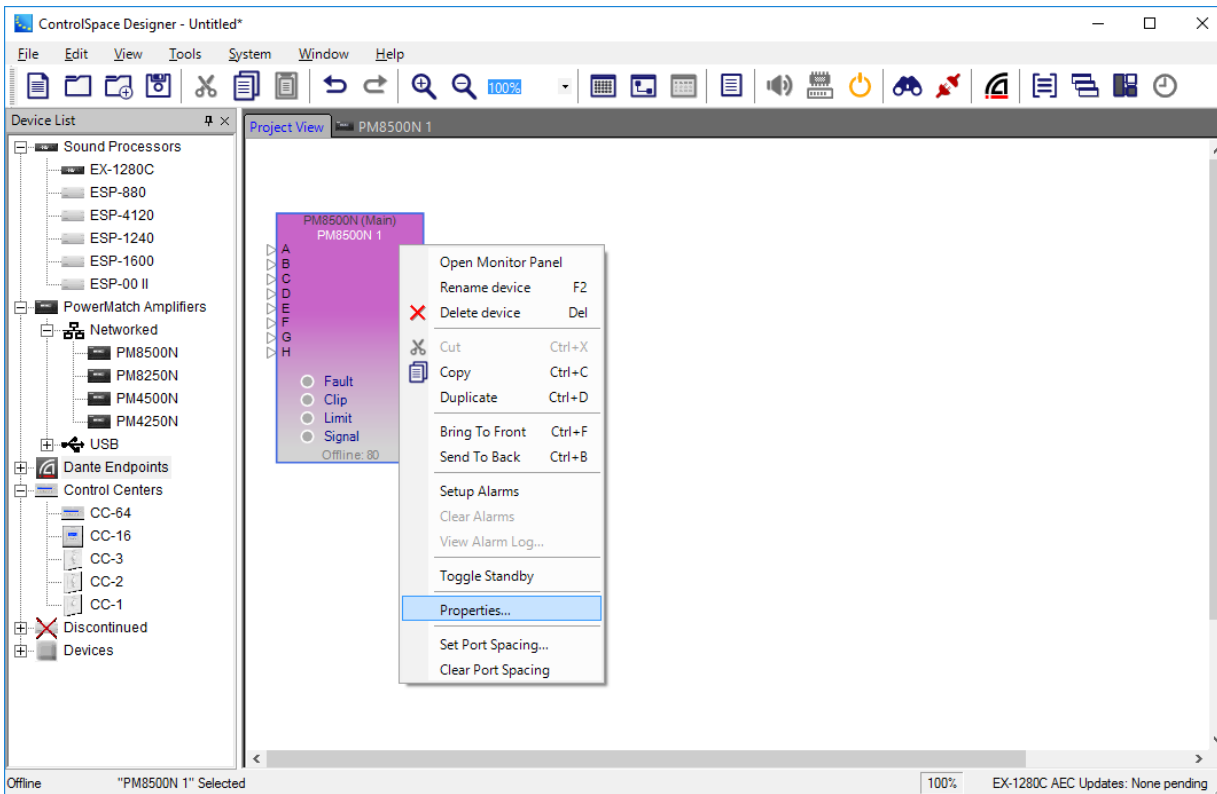 ControlSpace Designer - Untitled*
File Edit View Tools System Window Help
100%
Device List
Sound Processors
EX-1280C
ESP-880
ESP-4120
ESP-1240
ESP-1600
ESP-00 II
PowerMatch Amplifiers
Networked
PM8500N
PM8250N
PM4500N
PM4250N
USB
Dante Endpoints
Control Centers
CC-64
CC-16
CC-3
CC-2
CC-1
Discontinued
Devices
Project View PM8500N 1
PM8500N (Main)
PM8500N 1
A
B
C
D
E
F
G
H
Fault
Clip
Limit
Signal
Offline: 80
Open Monitor Panel
Rename device F2
Delete device Del
Cut Ctrl+X
Copy Ctrl+C
Duplicate Ctrl+D
Bring To Front Ctrl+F
Send To Back Ctrl+B
Setup Alarms
Clear Alarms
View Alarm Log...
Toggle Standby
Properties...
Set Port Spacing...
Clear Port Spacing
Offline "PM8500N 1" Selected 100% EX-1280C AEC Updates: None pending